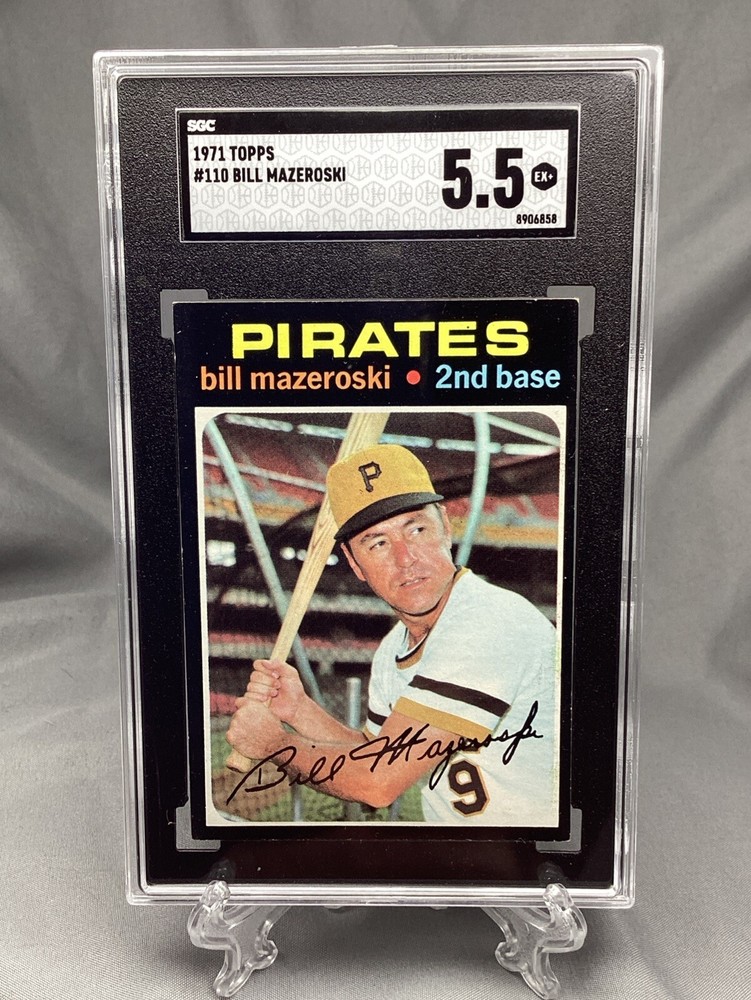 SGC
1971 TOPPS
#110 BILL MAZEROSKI
5.5 EX+
8906858
PIRATES
bill mazeroski • 2nd base
P
Bill Mazeroski
9